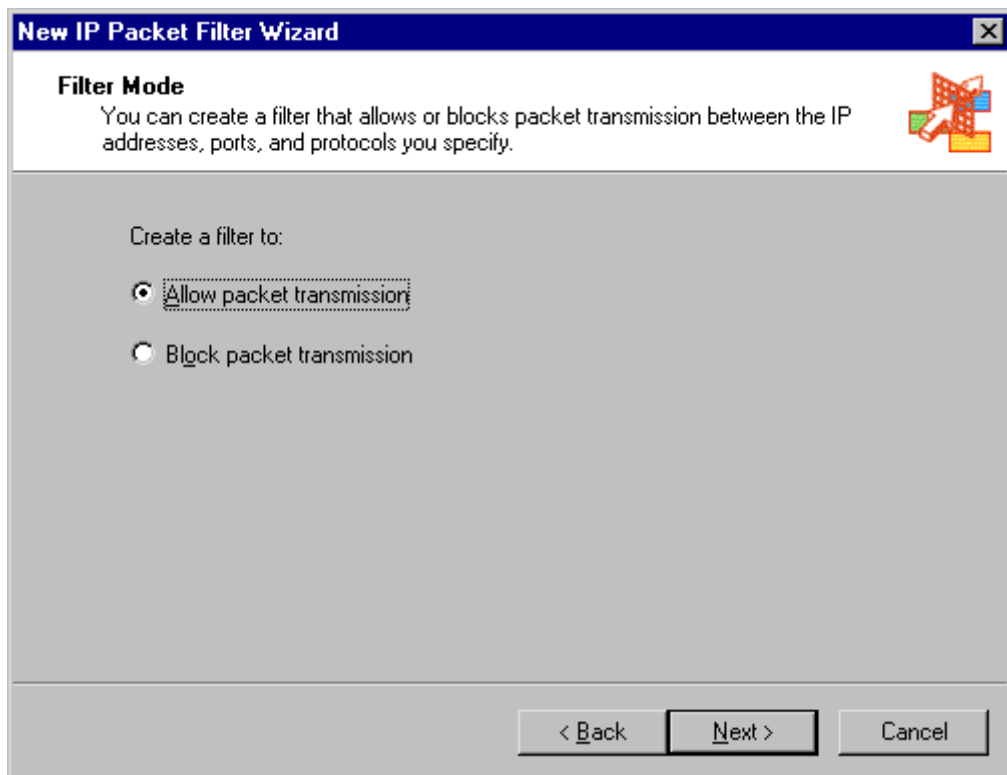 New IP Packet Filter Wizard
Filter Mode
You can create a filter that allows or blocks packet transmission between the IP
addresses, ports, and protocols you specify.
Create a filter to:
Allow packet transmission
Block packet transmission
< Back Next > Cancel